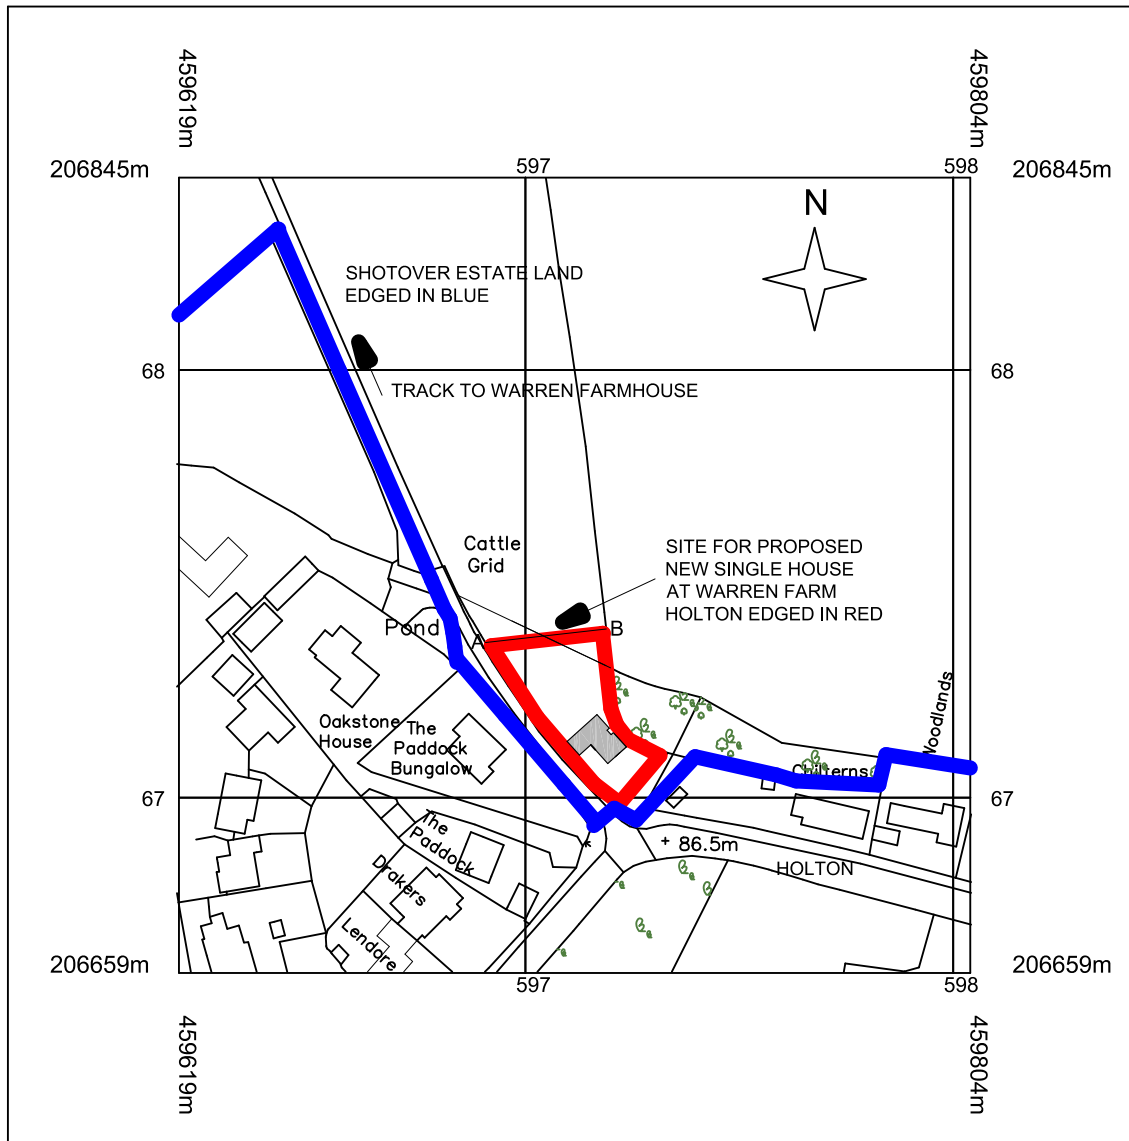 459619m
459804m
206845m
597
598
206845m
N
SHOTOVER ESTATE LAND
EDGED IN BLUE
68
68
TRACK TO WARREN FARMHOUSE
Cattle
Grid
SITE FOR PROPOSED
NEW SINGLE HOUSE
AT WARREN FARM
HOLTON EDGED IN RED
Pond
A
B
Woodlands
Oakstone
House
The
Paddock
Bungalow
Chilterns
67
67
The
Paddock
+ 86.5m
HOLTON
Drakers
Lendore
206659m
597
598
206659m
459619m
459804m